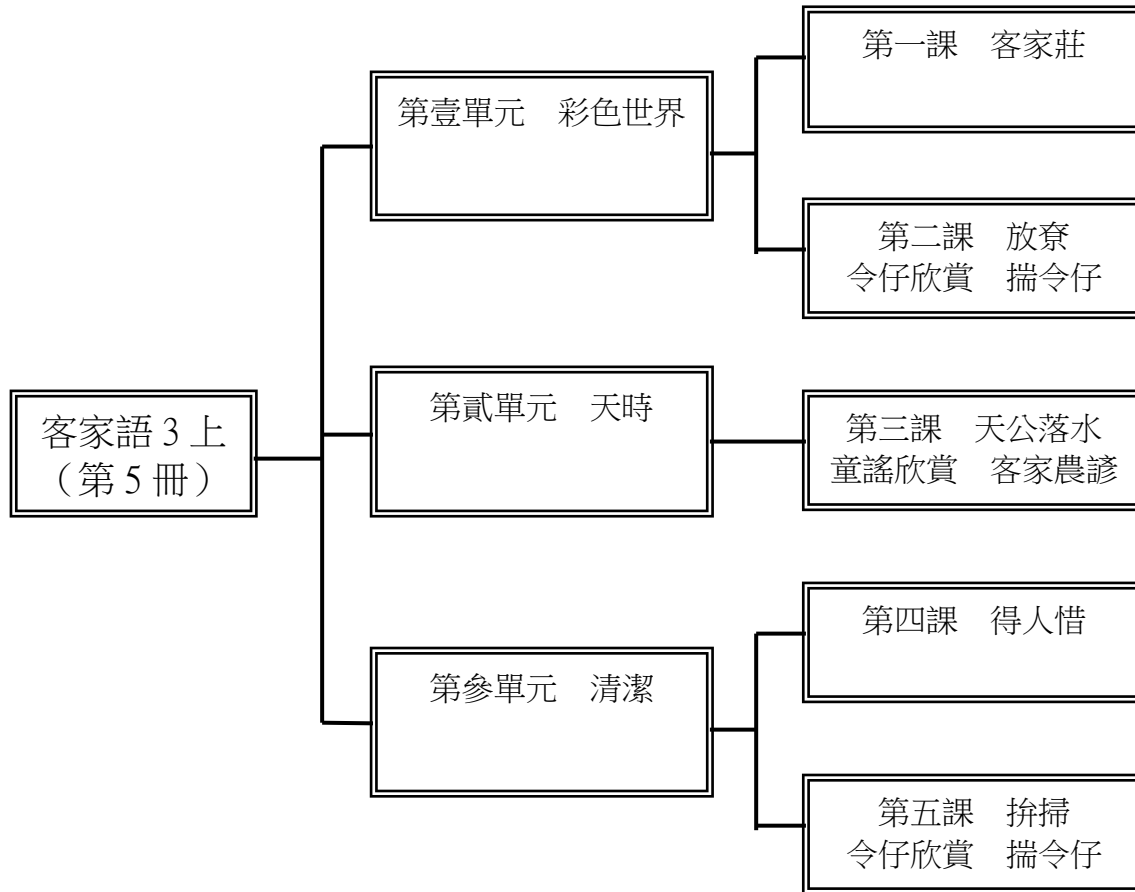 客家語 3 上
（第 5 冊）
第壹單元　彩色世界
第一課　客家莊
第二課　放尞
令仔欣賞　揣令仔
第貳單元　天時
第三課　天公落水
童謠欣賞　客家農諺
第參單元　清潔
第四課　得人惜
第五課　拚掃
令仔欣賞　揣令仔